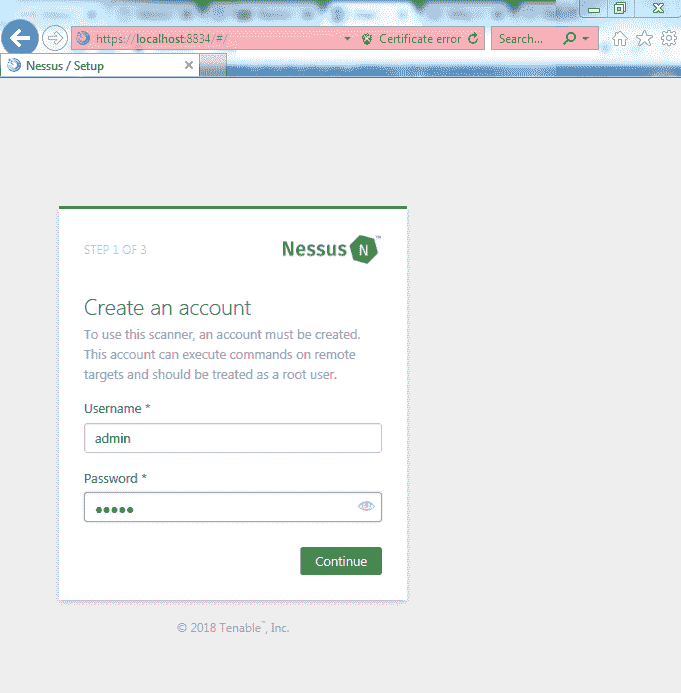 https://localhost:8834/#/
Certificate error
Search...
Nessus / Setup
STEP 1 OF 3
Nessus N ™
Create an account
To use this scanner, an account must be created.
This account can execute commands on remote
targets and should be treated as a root user.
Username *
admin
Password *
•••••
Continue
© 2018 Tenable™, Inc.